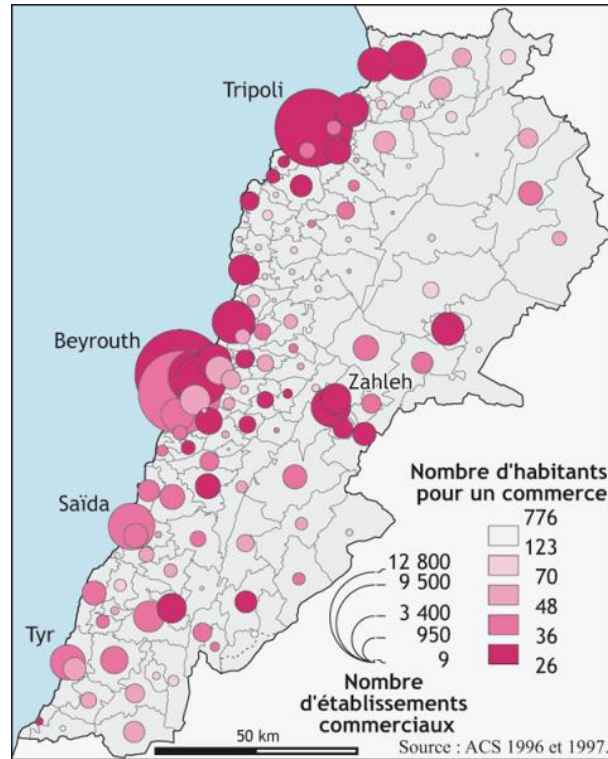 Tripoli
Beyrouth
Zahleh
Saïda
Tyr
Nombre d'habitants
pour un commerce
776
123
70
48
36
26
12 800
9 500
3 400
950
9
Nombre
d'établissements
commerciaux
50 km
Source : ACS 1996 et 1997.